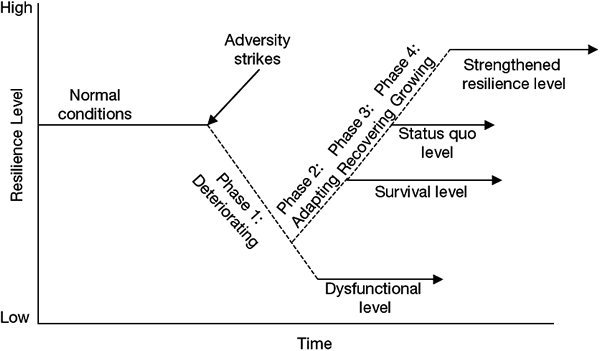 High
Adversity
strikes
Normal
conditions
Resilience Level
Phase 1:
Deteriorating
Phase 2: Phase 3: Phase 4:
Adapting Recovering Growing
Strengthened
resilience level
Status quo
level
Survival level
Dysfunctional
level
Low
Time